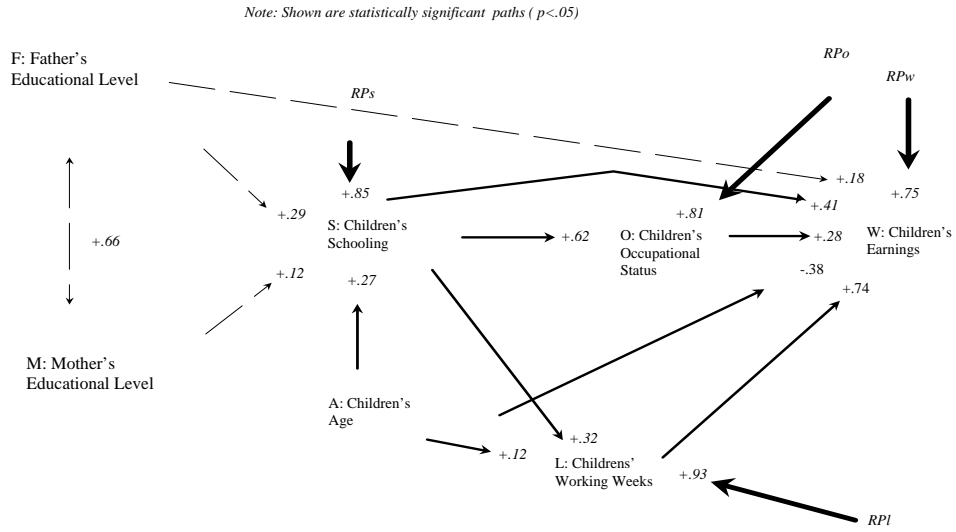 Note: Shown are statistically significant paths ( p<.05)
F: Father's
Educational Level
RPo
RPw
RPs
+.18
+.85
+.75
+.41
+.29
+.81
S: Children's
Schooling
+.62
O: Children's
Occupational
Status
+.28
W: Children's
Earnings
+.66
+.12
+.27
-.38
+.74
M: Mother's
Educational Level
A: Children's
Age
+.32
+.12
L: Childrens'
Working Weeks
+.93
RPl